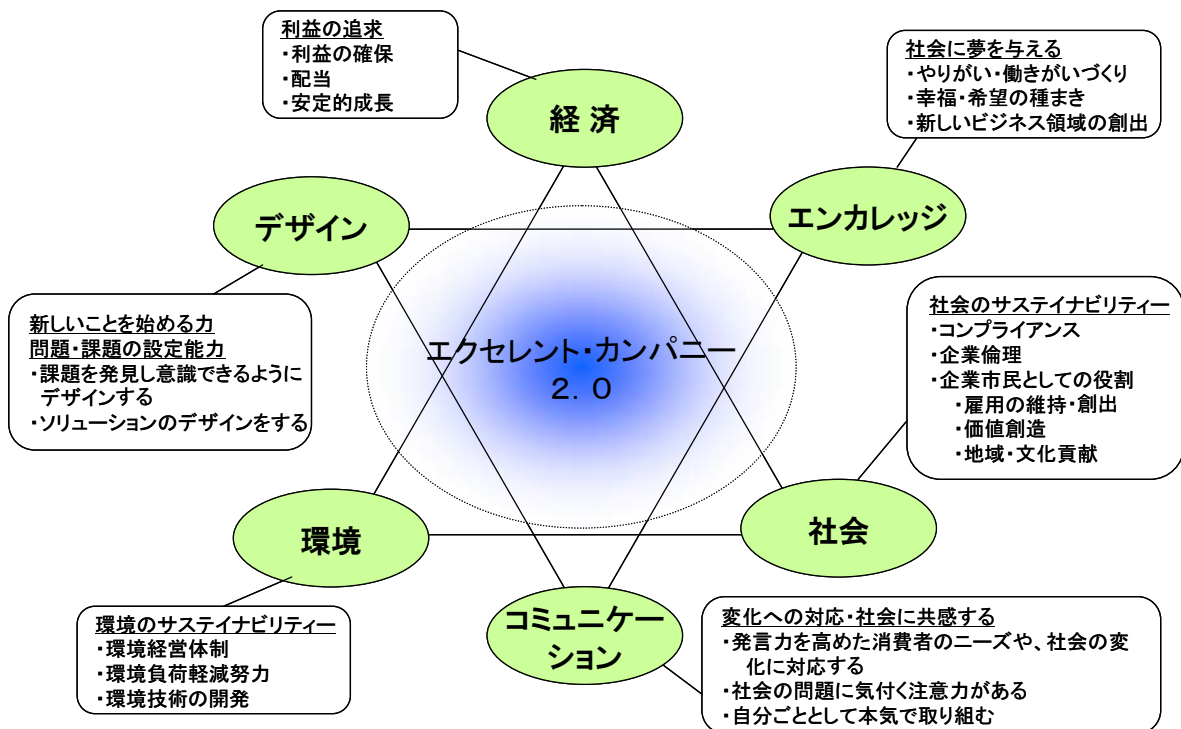 利益の追求
・利益の確保
・配当
・安定的成長
社会に夢を与える
・やりがい・働きがいづくり
・幸福・希望の種まき
・新しいビジネス領域の創出
経 済
デザイン
エンカレッジ
新しいことを始める力
問題・課題の設定能力
・課題を発見し意識できるように
デザインする
・ソリューションのデザインをする
エクセレント・カンパニー
２．０
社会のサステイナビリティー
・コンプライアンス
・企業倫理
・企業市民としての役割
・雇用の維持・創出
・価値創造
・地域・文化貢献
環境
社会
コミュニケー
ション
環境のサステイナビリティー
・環境経営体制
・環境負荷軽減努力
・環境技術の開発
変化への対応・社会に共感する
・発言力を高めた消費者のニーズや、社会の変
化に対応する
・社会の問題に気付く注意力がある
・自分ごととして本気で取り組む